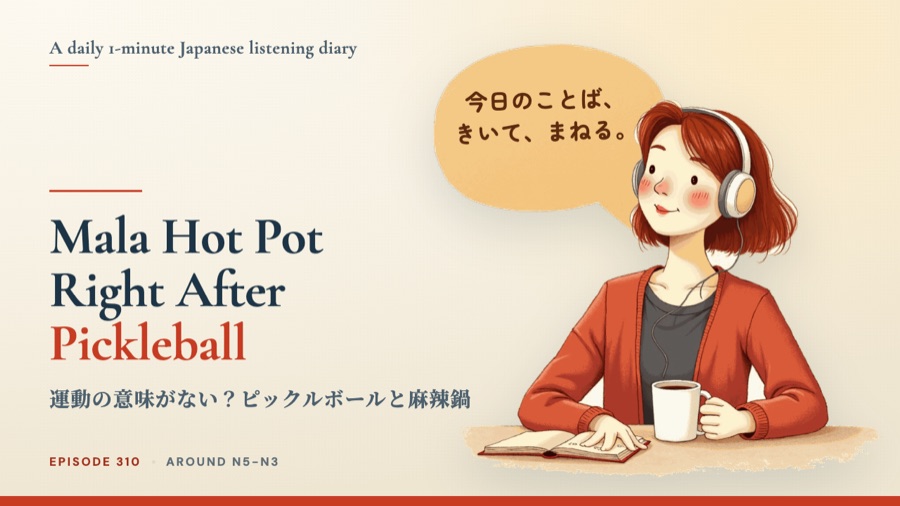 A daily 1-minute Japanese listening diary
今日のことば、
きいて、まねる。
Mala Hot Pot
Right After
Pickleball
運動の意味がない？ピックルボールと麻辣鍋
EPISODE 310 · AROUND N5–N3